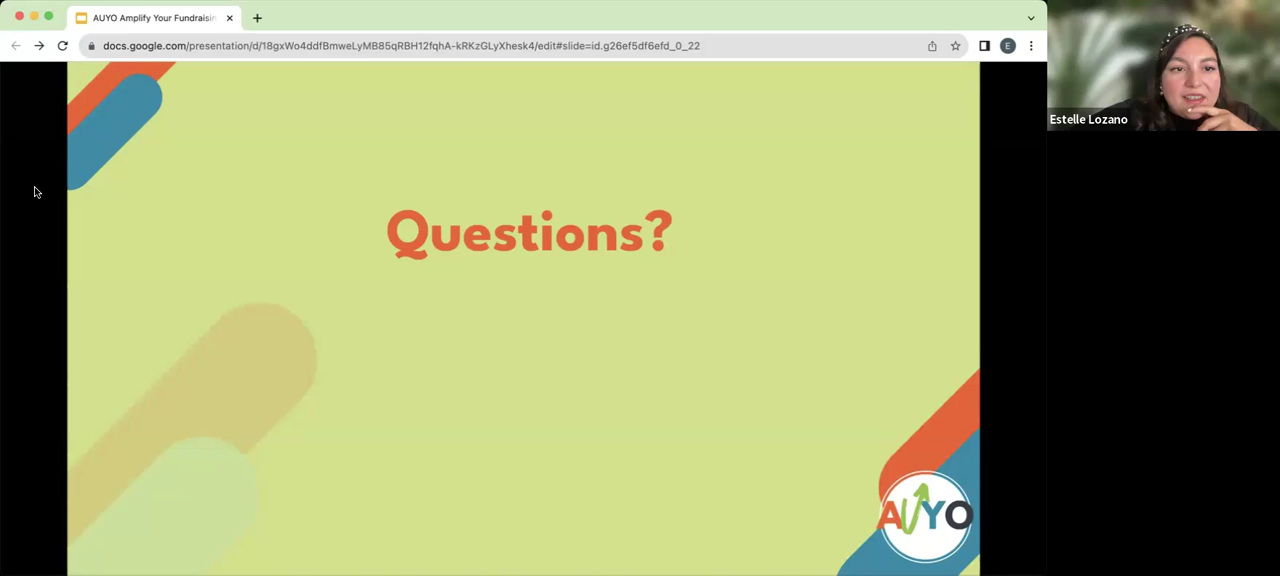 AUYO Amplify Your Fundraisin
docs.google.com/presentation/d/18gxWo4ddfBmweLyMB85qRBH12fqhA-kRKzGLyXhesk4/edit#slide=id.g26ef5df6efd_0_22
E
Estelle Lozano
Questions?
AUYO